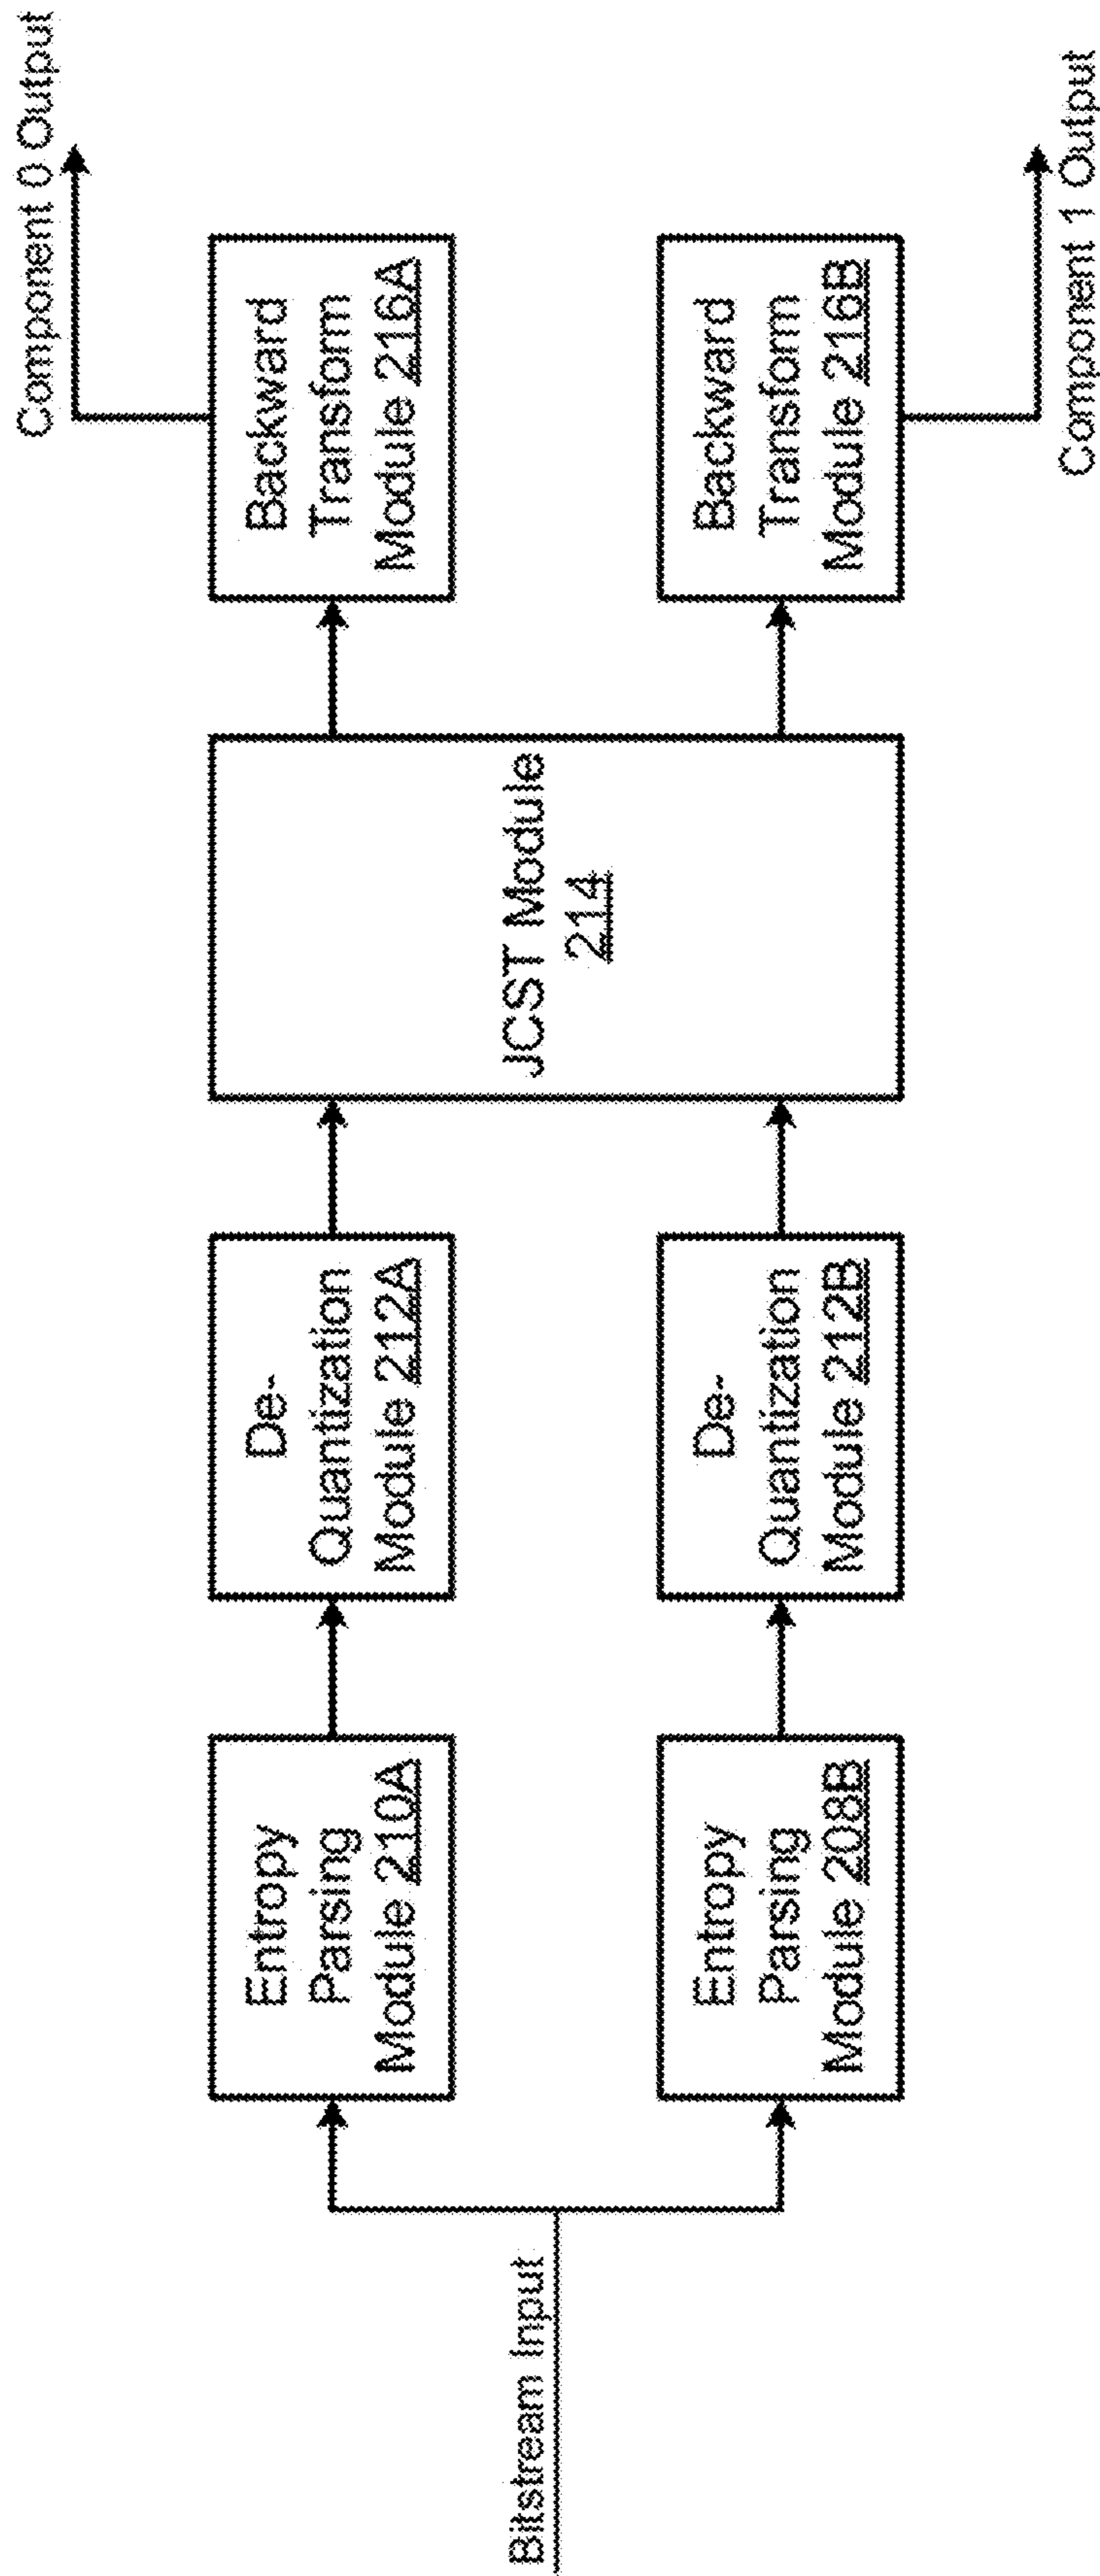 Bitstream Input
Entropy
Parsing
Module 210A
De-
Quantization
Module 212A
JCST Module
214
Backward
Transform
Module 216A
Component 0 Output
Entropy
Parsing
Module 208B
De-
Quantization
Module 212B
Backward
Transform
Module 216B
Component 1 Output